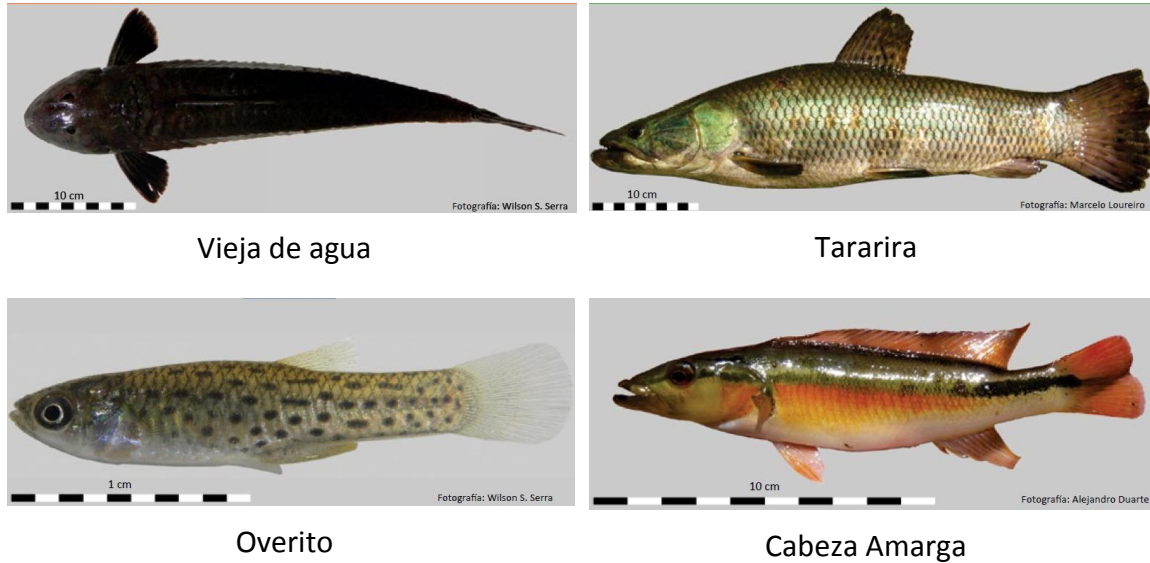 10 cm
Fotografía: Wilson S. Serra
Vieja de agua
10 cm
Fotografía: Marcelo Loureiro
Tararira
1 cm
Fotografía: Wilson S. Serra
Overito
10 cm
Fotografía: Alejandro Duarte
Cabeza Amarga